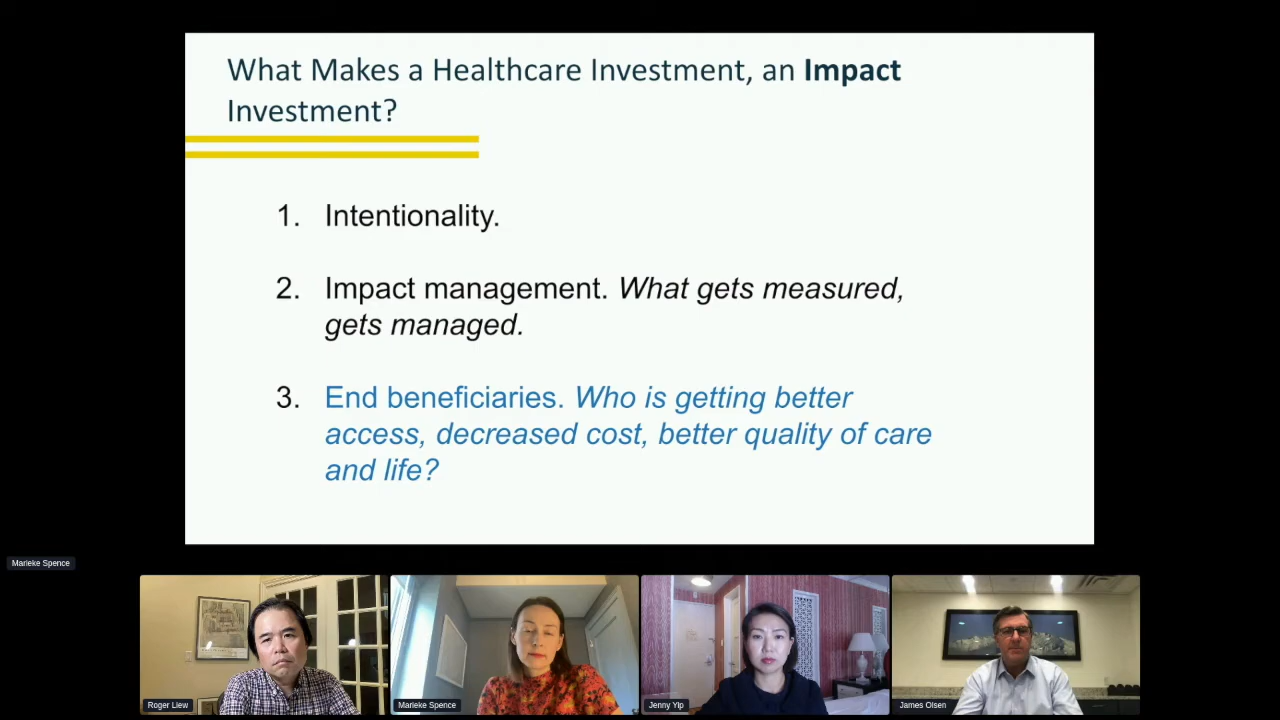 What Makes a Healthcare Investment, an Impact
Investment?
1. Intentionality.
2. Impact management. What gets measured,
gets managed.
3. End beneficiaries. Who is getting better
access, decreased cost, better quality of care
and life?
Marieke Spence
Roger Liew
Marieke Spence
Jenny Yip
James Olsen